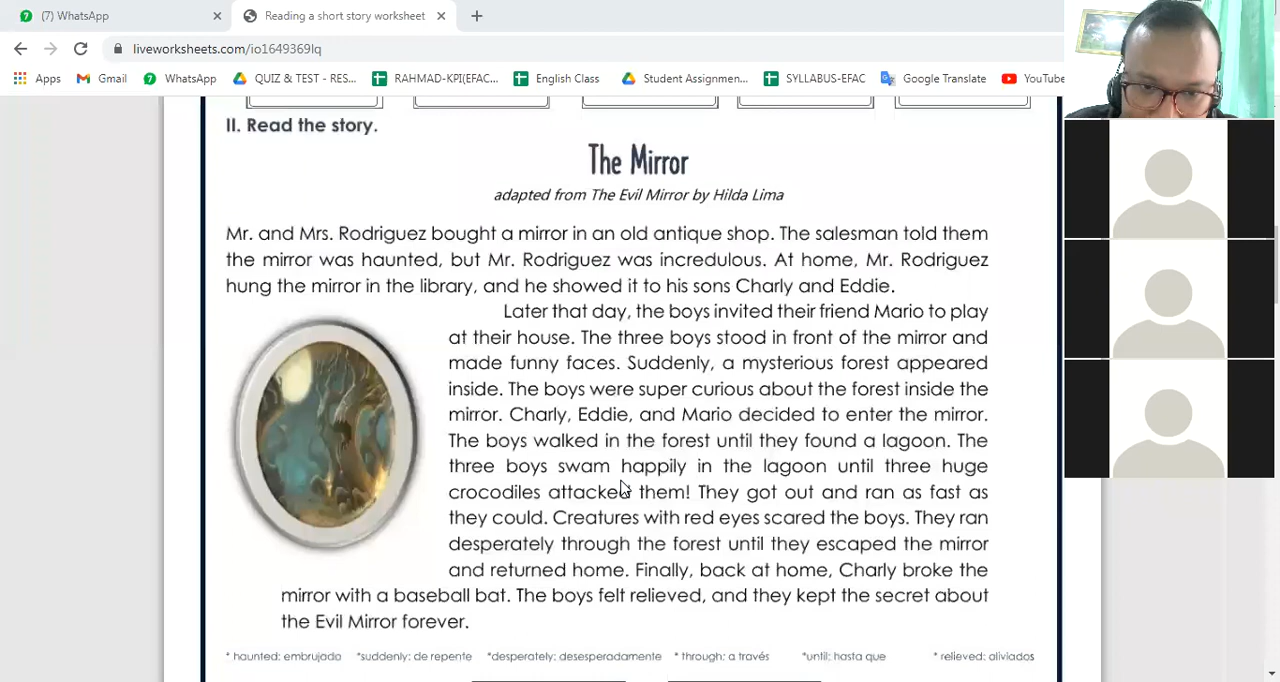 (7) WhatsApp
Reading a short story worksheet
liveworksheets.com/io1649369lq
Apps Gmail WhatsApp QUIZ & TEST - RES... RAHMAD-KPI(EFAC... English Class Student Assignmen... SYLLABUS-EFAC Google Translate YouTube
II. Read the story.
The Mirror
adapted from The Evil Mirror by Hilda Lima
Mr. and Mrs. Rodriguez bought a mirror in an old antique shop. The salesman told them
the mirror was haunted, but Mr. Rodriguez was incredulous. At home, Mr. Rodriguez
hung the mirror in the library, and he showed it to his sons Charly and Eddie.
Later that day, the boys invited their friend Mario to play
at their house. The three boys stood in front of the mirror and
made funny faces. Suddenly, a mysterious forest appeared
inside. The boys were super curious about the forest inside the
mirror. Charly, Eddie, and Mario decided to enter the mirror.
The boys walked in the forest until they found a lagoon. The
three boys swam happily in the lagoon until three huge
crocodiles attacked them! They got out and ran as fast as
they could. Creatures with red eyes scared the boys. They ran
desperately through the forest until they escaped the mirror
and returned home. Finally, back at home, Charly broke the
mirror with a baseball bat. The boys felt relieved, and they kept the secret about
the Evil Mirror forever.
* haunted: embrujado *suddenly: de repente *desperately: desesperadamente * through: a través *until: hasta que * relieved: aliviados